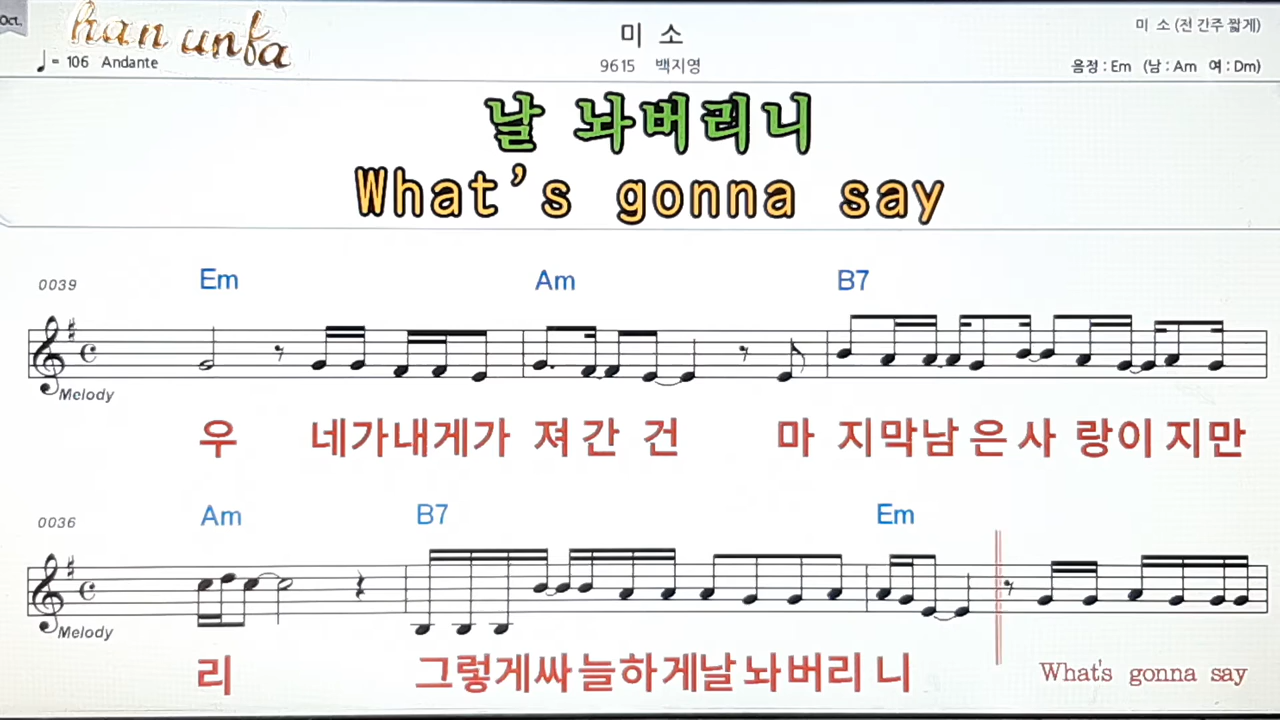 Oct.
han unfa
미 소
미 소 (전 간주 짧게)
♩= 106 Andante
9615 백지영
음정 : Em (남 : Am 여 : Dm)
날 놔버리니
What's gonna say
0039 Em Am B7
Melody
우 네가내게가 져 간 건 마 지막남 은 사 랑이 지만
0036 Am B7 Em
Melody
리 그렇게싸 늘하 게날 놔 버리 니 What's gonna say